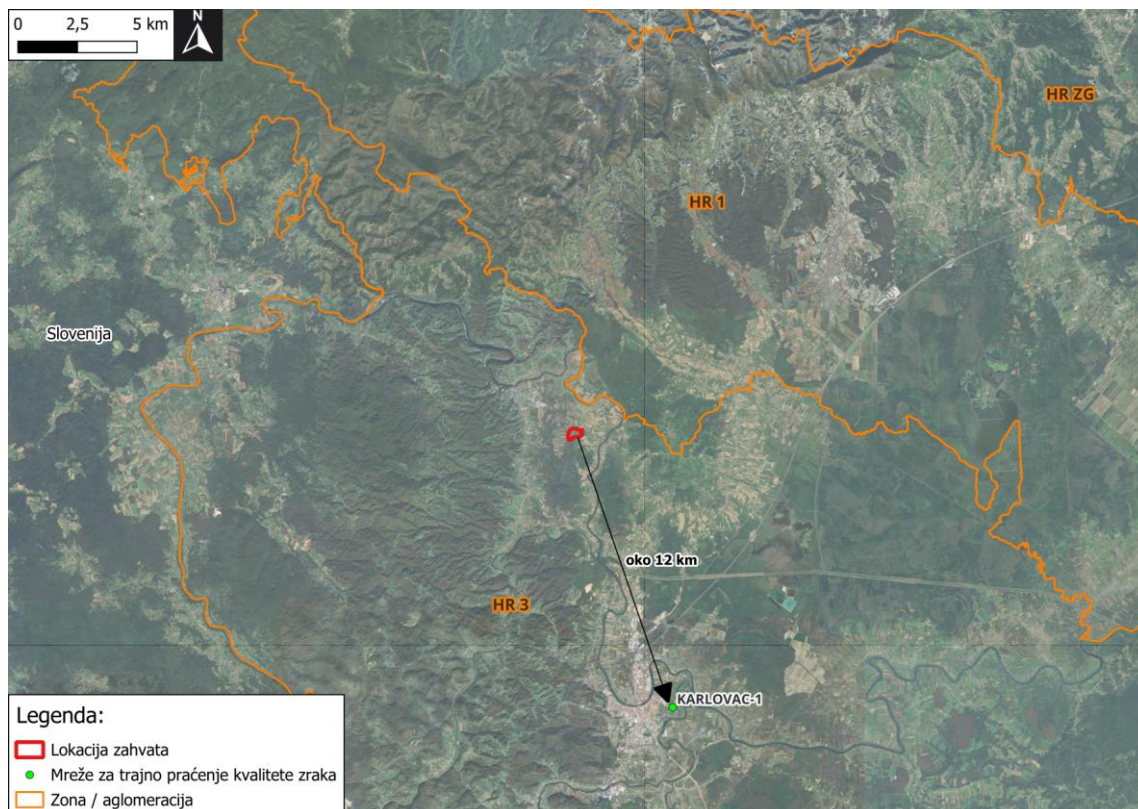 0 2,5 5 km
N
HR ZG
HR 1
Slovenija
oko 12 km
HR 3
KARLOVAC-1
Legenda:
Lokacija zahvata
Mreže za trajno praćenje kvalitete zraka
Zona / aglomeracija